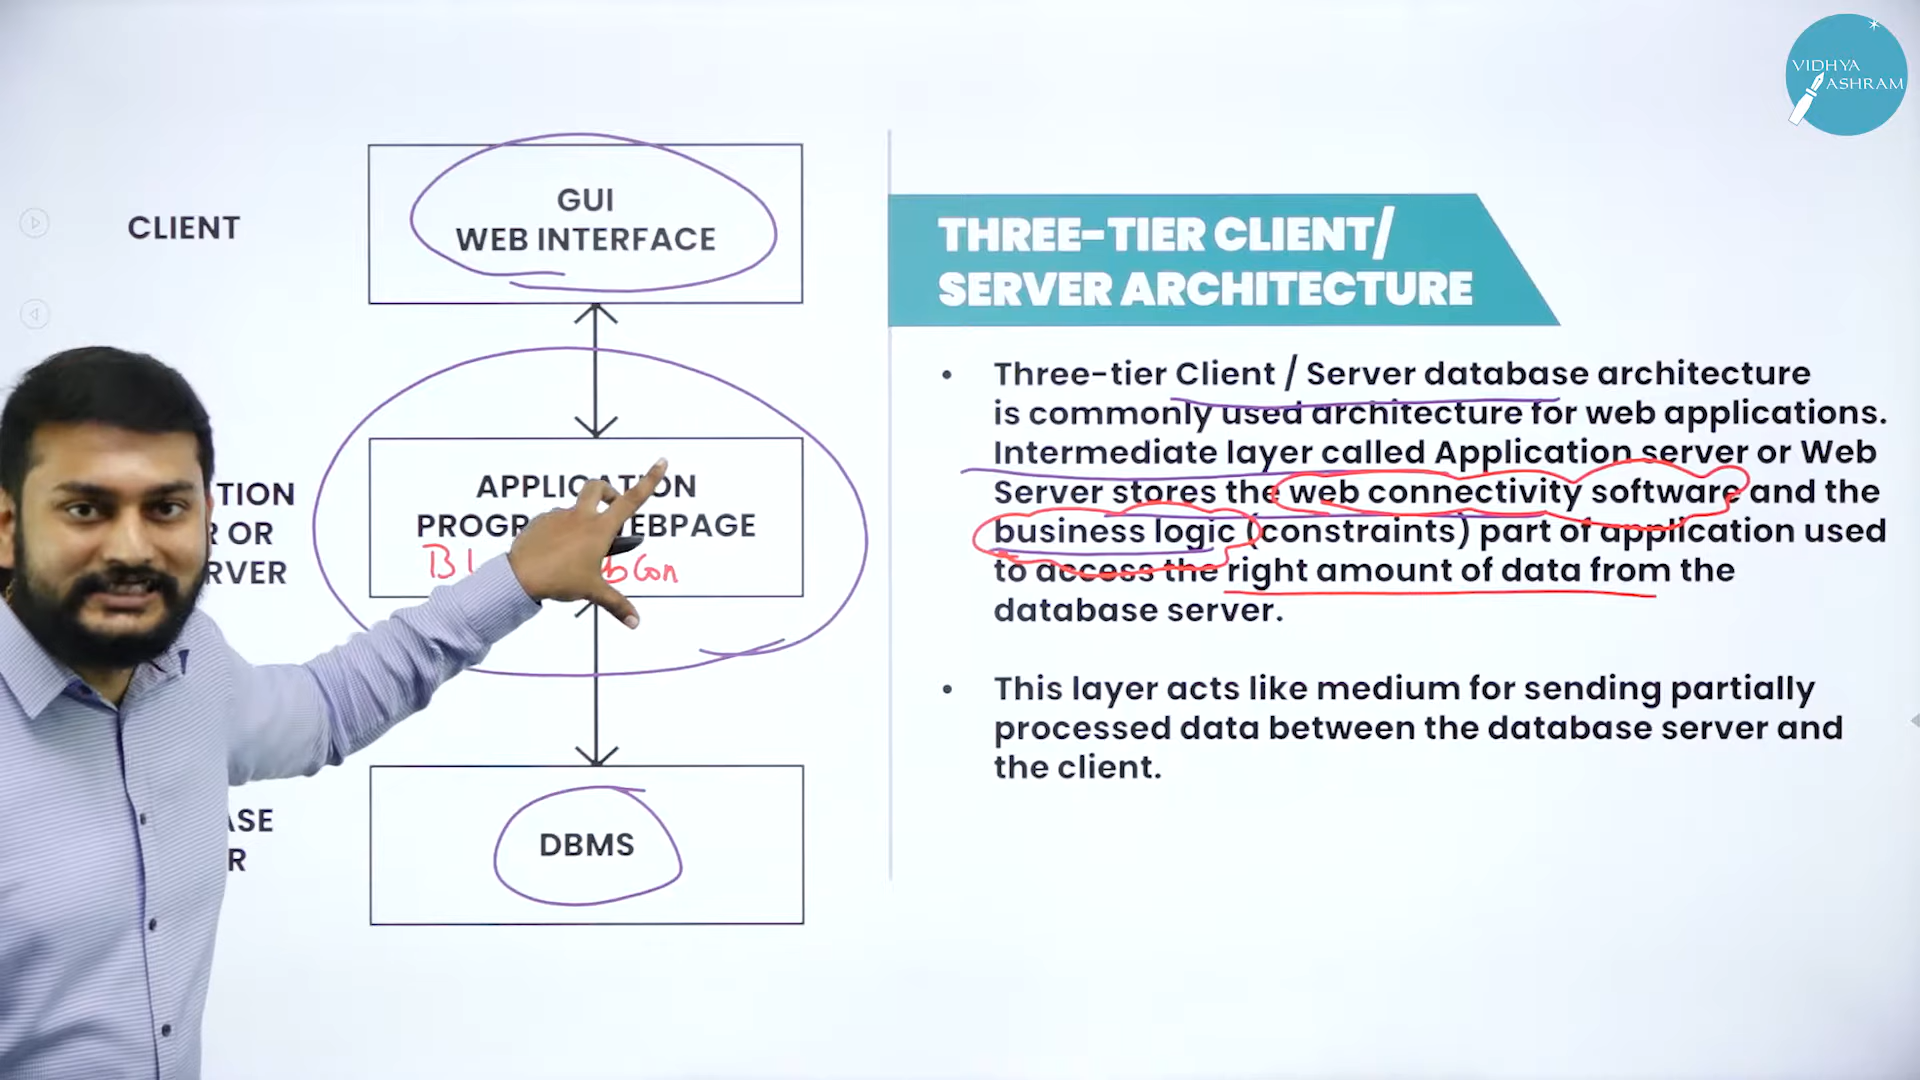 VIDHYA
ASHRAM
CLIENT
GUI
WEB INTERFACE
TION
R OR
RVER
APPLICATION
WEBPAGE
DBMS
THREE-TIER CLIENT/
SERVER ARCHITECTURE
• Three-tier Client / Server database architecture
is commonly used architecture for web applications.
Intermediate layer called Application server or Web
Server stores the web connectivity software and the
business logic (constraints) part of application used
to access the right amount of data from the
database server.
• This layer acts like medium for sending partially
processed data between the database server and
the client.